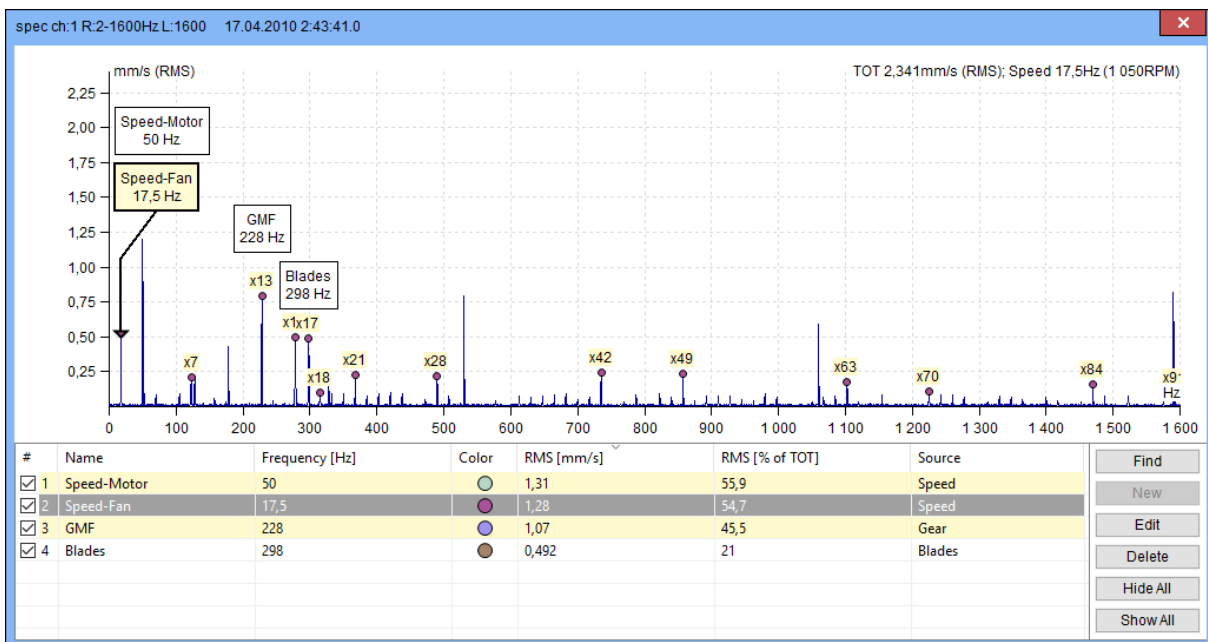 spec ch:1 R:2-1600Hz L:1600 17.04.2010 2:43:41.0
mm/s (RMS)
TOT 2,341mm/s (RMS); Speed 17,5Hz (1 050RPM)
2,25
2,00
1,75
1,50
1,25
1,00
0,75
0,50
0,25
Speed-Motor
50 Hz
Speed-Fan
17,5 Hz
GMF
228 Hz
Blades
298 Hz
x7
x13
x1
x17
x18
x21
x28
x42
x49
x63
x70
x84
x9
Hz
0 100 200 300 400 500 600 700 800 900 1 000 1 100 1 200 1 300 1 400 1 500 1 600
# Name Frequency [Hz] Color RMS [mm/s] RMS [% of TOT] Source
1 Speed-Motor 50 1,31 55,9 Speed
2 Speed-Fan 17,5 1,28 54,7 Speed
3 GMF 228 1,07 45,5 Gear
4 Blades 298 0,492 21 Blades
Find
New
Edit
Delete
Hide All
Show All